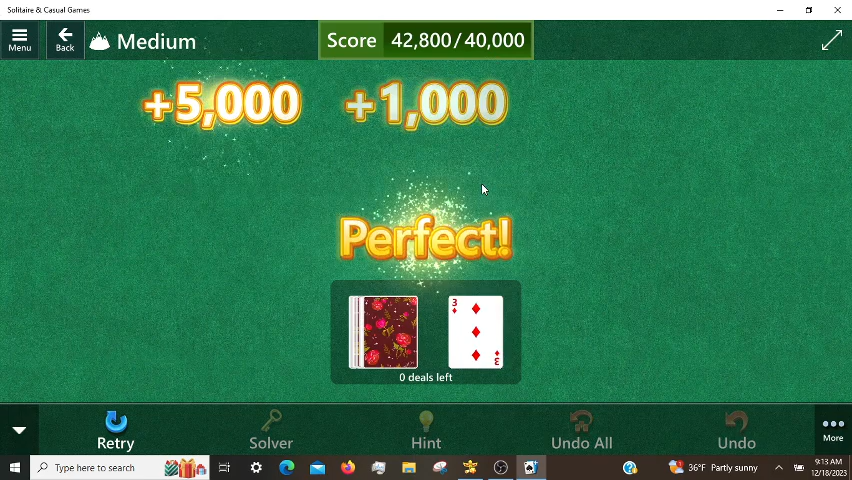 Solitaire & Casual Games
Menu
Back
Medium
Score 42,800/40,000
+5,000 +1,000
Perfect!
3
3
0 deals left
Retry
Solver
Hint
Undo All
Undo
More
Type here to search
36°F Partly sunny
9:13 AM
12/18/2023